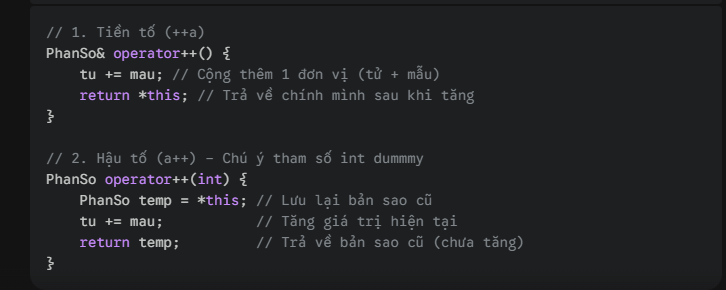 // 1. Tiền tố (++a)
PhanSo& operator++() {
    tu += mau; // Cộng thêm 1 đơn vị (tử + mẫu)
    return *this; // Trả về chính mình sau khi tăng
}
// 2. Hậu tố (a++) – Chú ý tham số int dummmy
PhanSo operator++(int) {
    PhanSo temp = *this; // Lưu lại bản sao cũ
    tu += mau;           // Tăng giá trị hiện tại
    return temp;         // Trả về bản sao cũ (chưa tăng)
}